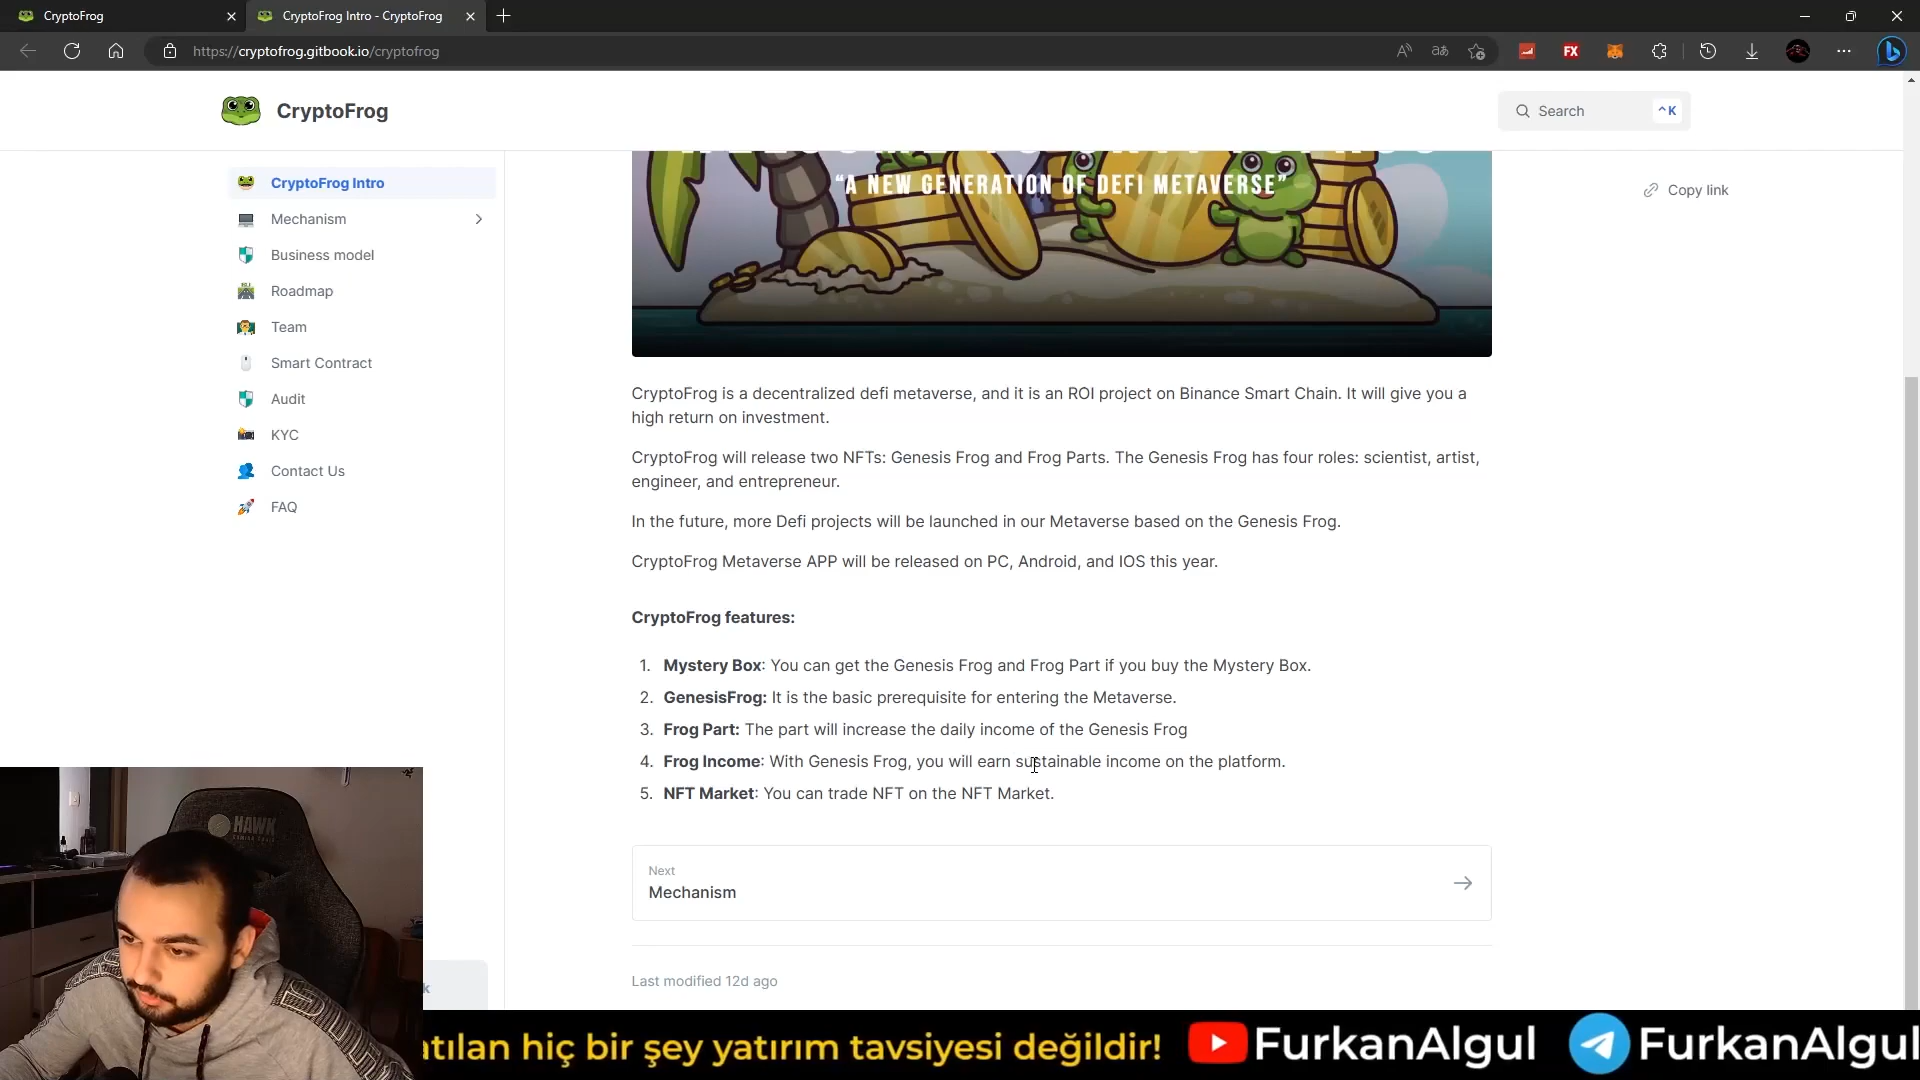 CryptoFrog
CryptoFrog Intro - CryptoFrog
https://cryptofrog.gitbook.io/cryptofrog
CryptoFrog
Search
^K
CryptoFrog Intro
Mechanism
Business model
Roadmap
Team
Smart Contract
Audit
KYC
Contact Us
FAQ
Copy link
"A NEW GENERATION OF DEFI METAVERSE"
CryptoFrog is a decentralized defi metaverse, and it is an ROI project on Binance Smart Chain. It will give you a
high return on investment.
CryptoFrog will release two NFTs: Genesis Frog and Frog Parts. The Genesis Frog has four roles: scientist, artist,
engineer, and entrepreneur.
In the future, more Defi projects will be launched in our Metaverse based on the Genesis Frog.
CryptoFrog Metaverse APP will be released on PC, Android, and IOS this year.
CryptoFrog features:
1. Mystery Box: You can get the Genesis Frog and Frog Part if you buy the Mystery Box.
2. GenesisFrog: It is the basic prerequisite for entering the Metaverse.
3. Frog Part: The part will increase the daily income of the Genesis Frog
4. Frog Income: With Genesis Frog, you will earn sustainable income on the platform.
5. NFT Market: You can trade NFT on the NFT Market.
Next
Mechanism
Last modified 12d ago
HAWK
atılan hiç bir şey yatırım tavsiyesi değildir!
FurkanAlgul
FurkanAlgul